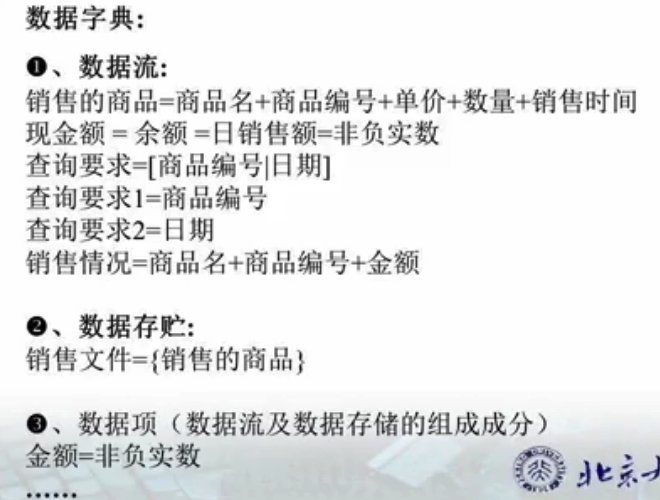 数据字典:
❶、数据流:
销售的商品=商品名+商品编号+单价+数量+销售时间
现金额 = 余额 =日销售额=非负实数
查询要求=[商品编号|日期]
查询要求1=商品编号
查询要求2=日期
销售情况=商品名+商品编号+金额
❷、数据存贮:
销售文件={销售的商品}
❸、数据项（数据流及数据存储的组成成分）
金额=非负实数
北京大
......